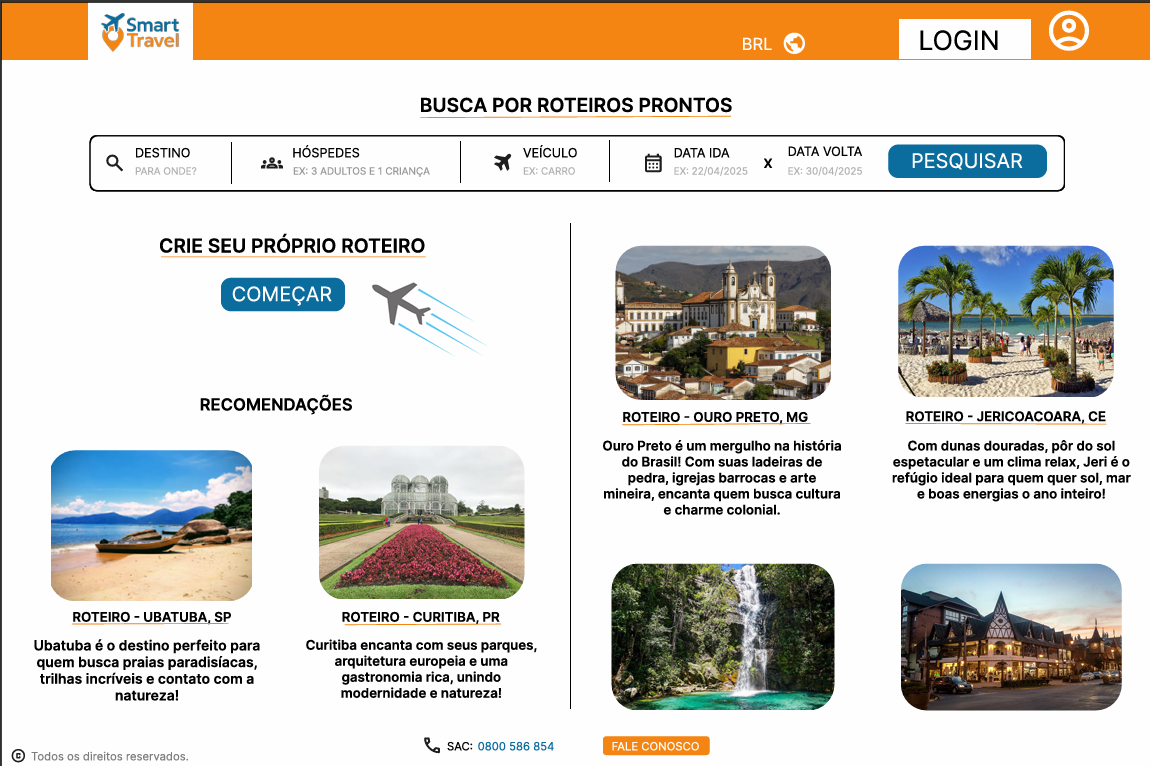 Smart
Travel
BRL
LOGIN
BUSCA POR ROTEIROS PRONTOS
DESTINO
PARA ONDE?
HÓSPEDES
EX: 3 ADULTOS E 1 CRIANÇA
VEÍCULO
EX: CARRO
DATA IDA
EX: 22/04/2025
X
DATA VOLTA
EX: 30/04/2025
PESQUISAR
CRIE SEU PRÓPRIO ROTEIRO
COMEÇAR
RECOMENDAÇÕES
ROTEIRO - UBATUBA, SP
Ubatuba é o destino perfeito para
quem busca praias paradisíacas,
trilhas incríveis e contato com a
natureza!
ROTEIRO - CURITIBA, PR
Curitiba encanta com seus parques,
arquitetura europeia e uma
gastronomia rica, unindo
modernidade e natureza!
ROTEIRO - OURO PRETO, MG
Ouro Preto é um mergulho na história
do Brasil! Com suas ladeiras de
pedra, igrejas barrocas e arte
mineira, encanta quem busca cultura
e charme colonial.
ROTEIRO - JERICOACOARA, CE
Com dunas douradas, pôr do sol
espetacular e um clima relax, Jeri é o
refúgio ideal para quem quer sol, mar
e boas energias o ano inteiro!
SAC: 0800 586 854
FALE CONOSCO
© Todos os direitos reservados.